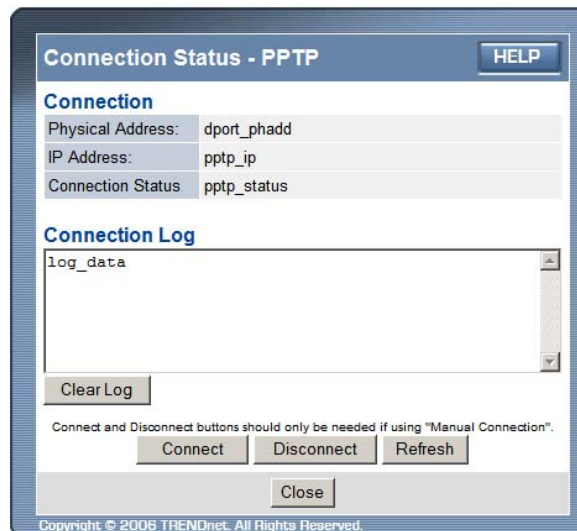 Connection Status - PPTP
HELP
Connection
Physical Address: dport_phadd
IP Address: pptp_ip
Connection Status pptp_status
Connection Log
log_data
Clear Log
Connect and Disconnect buttons should only be needed if using "Manual Connection".
Connect Disconnect Refresh
Close
Copyright © 2006 TRENDnet. All Rights Reserved.